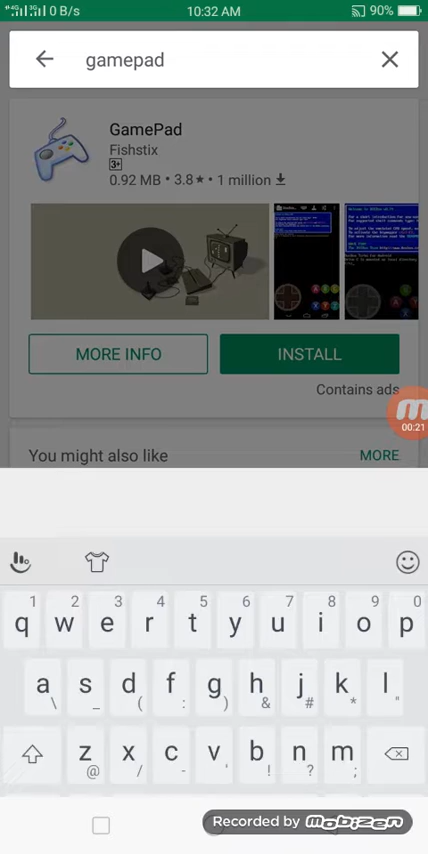 4G 3G 0 B/s 10:32 AM 90%
gamepad
GamePad
Fishstix
3+
0.92 MB • 3.8★ • 1 million
MORE INFO INSTALL
Contains ads
00:21
You might also like MORE
1 2 3 4 5 6 7 8 9 0
q w e r t y u i o p
a s d f g h j k l
\ _ ( : ) & # * "
z x c v b n m
@ / - ' ! ? ;
Recorded by mobizen